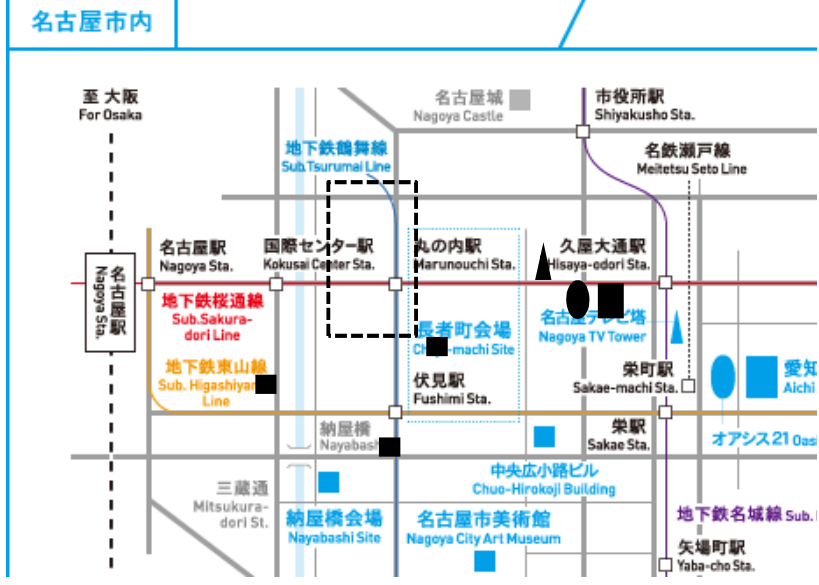 名古屋市内
至 大阪
For Osaka
名古屋城
Nagoya Castle
市役所駅
Shiyakusho Sta.
地下鉄鶴舞線
Sub.Tsurumai Line
名鉄瀬戸線
Meitetsu Seto Line
名古屋駅
Nagoya Sta.
名古屋駅
Nagoya Sta.
国際センター駅
Kokusai Center Sta.
丸の内駅
Marunouchi Sta.
久屋大通駅
Hisaya-odori Sta.
地下鉄桜通線
Sub.Sakura-
dori Line
長者町会場
-machi Site
名古屋テレビ塔
Nagoya TV Tower
地下鉄東山線
Sub. Higashiya
Line
伏見駅
Fushimi Sta.
栄町駅
Sakae-machi Sta.
愛知
Aichi
納屋橋
Nayabash
栄駅
Sakae Sta.
オアシス21 Oas
三蔵通
Mitsukura-
dori St.
中央広小路ビル
Chuo-Hirokoji Building
納屋橋会場
Nayabashi Site
名古屋市美術館
Nagoya City Art Museum
地下鉄名城線 Sub.
矢場町駅
Yaba-cho Sta.